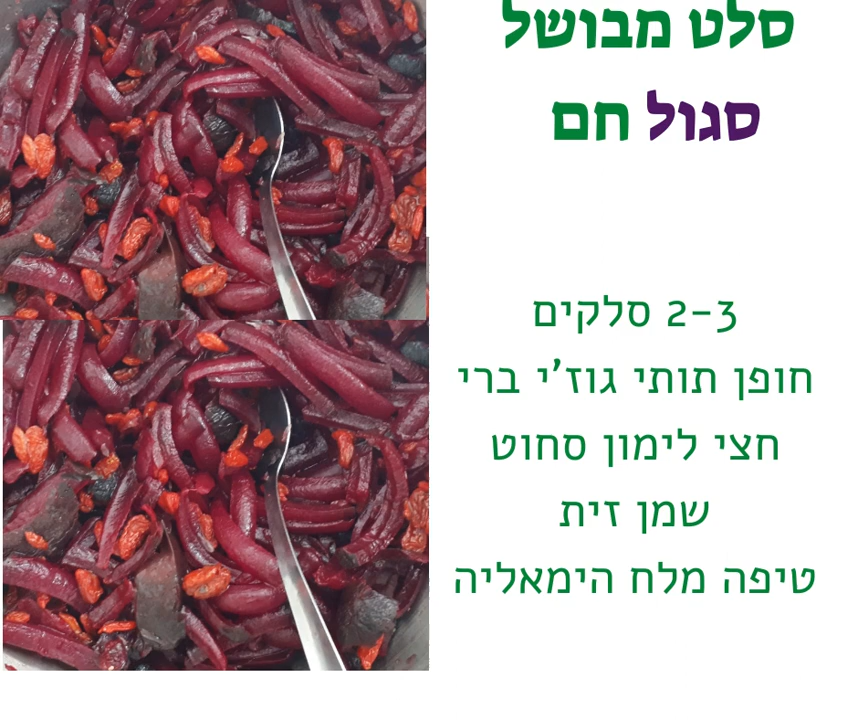 סלט מבושל
סגול חם
2-3 סלקים
חופן תותי גוז'י ברי
חצי לימון סחוט
שמן זית
טיפה מלח הימאליה